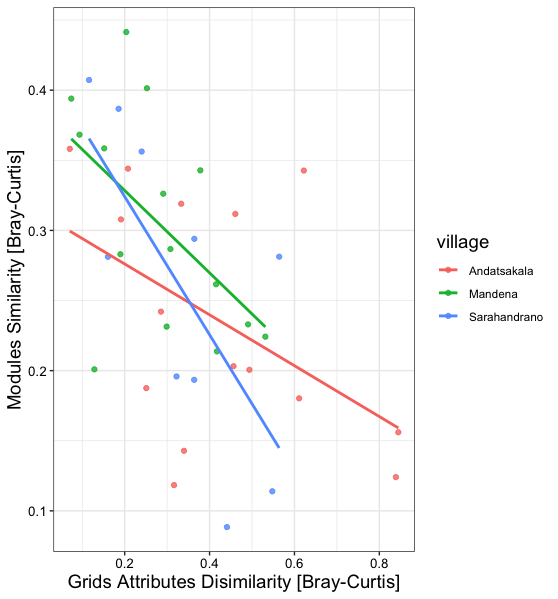 Modules Similarity [Bray-Curtis]
0.4
0.3
0.2
0.1
0.2
0.4
0.6
0.8
Grids Attributes Disimilarity [Bray-Curtis]
village
Andatsakala
Mandena
Sarahandrano